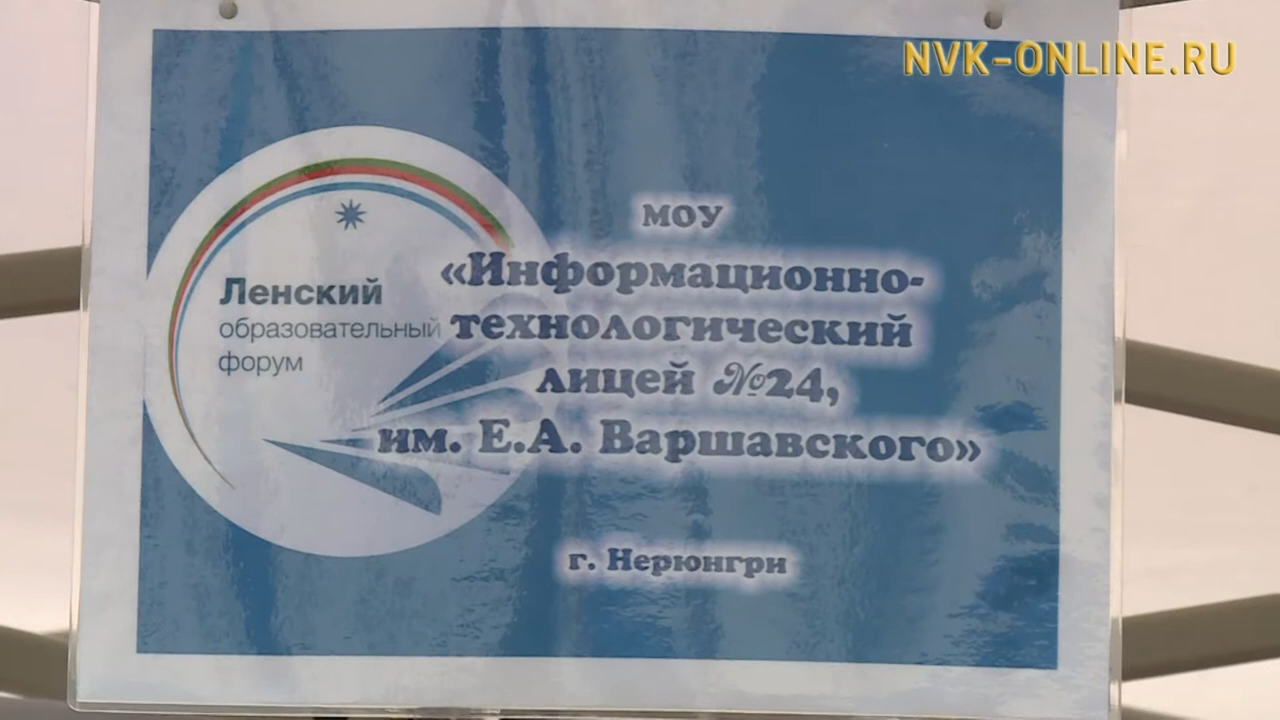 NVK-ONLINE.RU
Ленский
образовательный
форум
МОУ
«Информационно-
технологический
лицей №24,
им. Е.А. Варшавского»
г. Нерюнгри